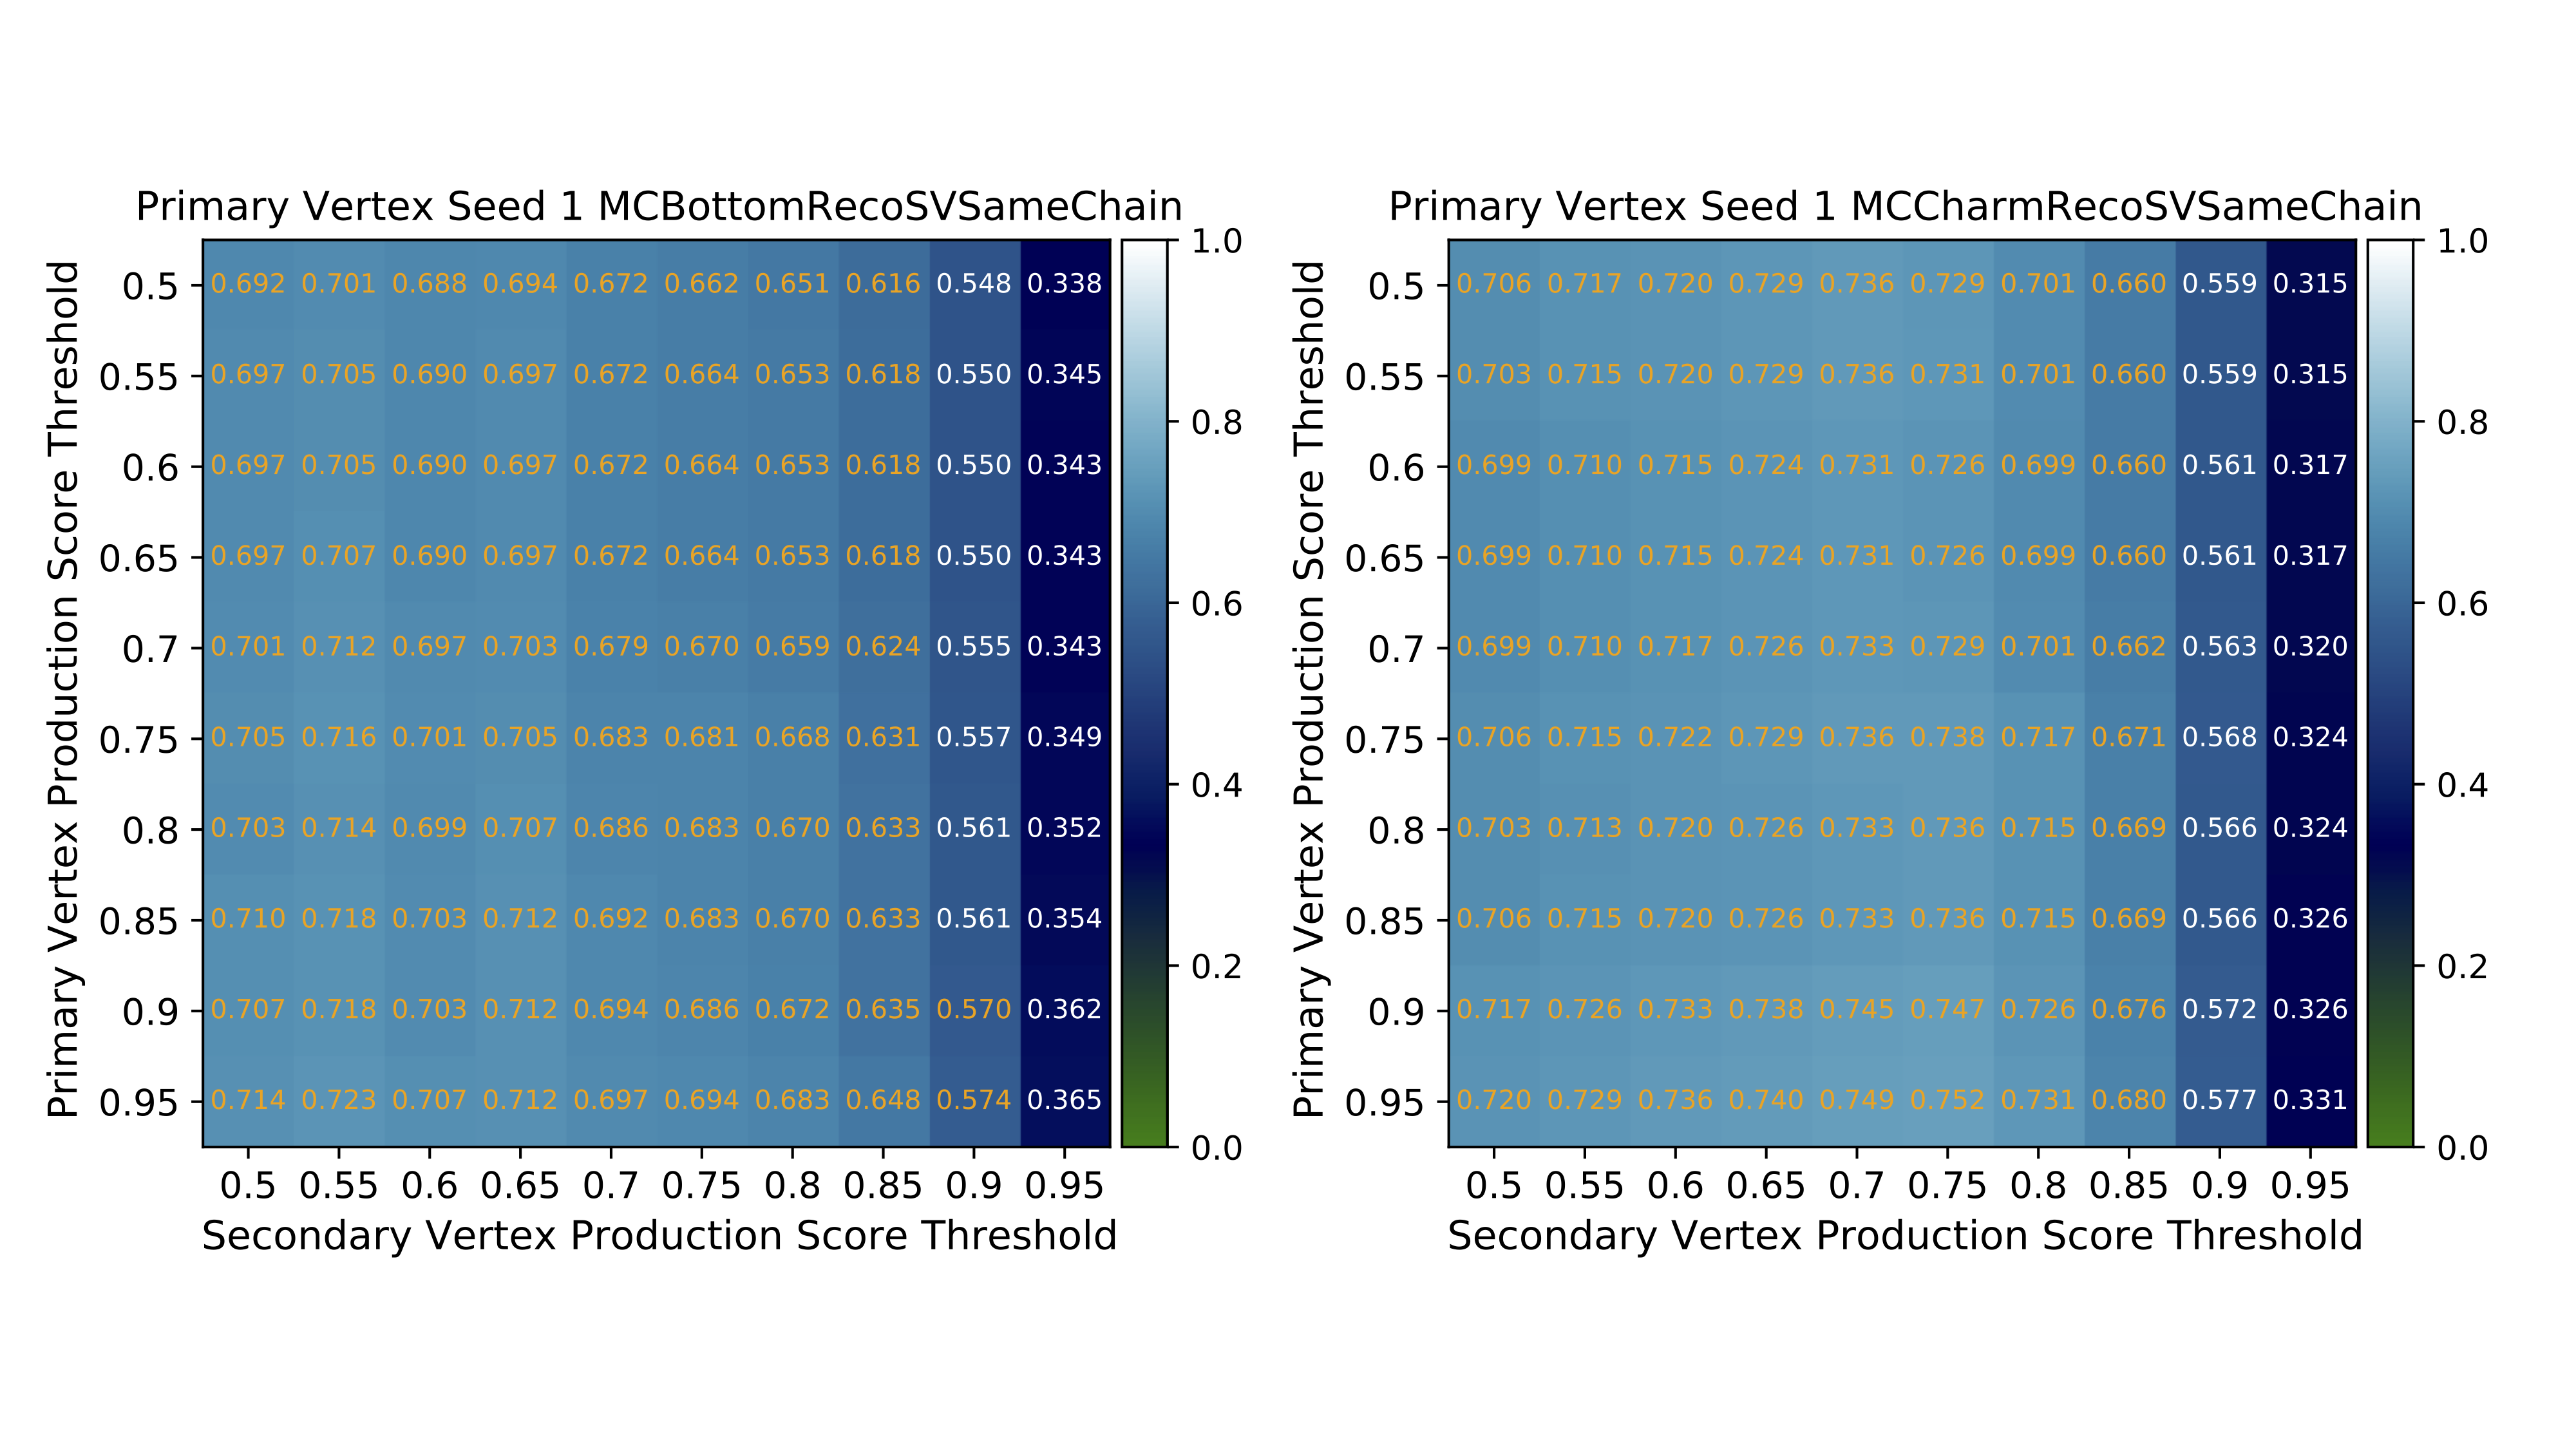 Primary Vertex Seed 1 MCBottomRecoSVSameChain
Primary Vertex Production Score Threshold
0.5 0.692 0.701 0.688 0.694 0.672 0.662 0.651 0.616 0.548 0.338
0.55 0.697 0.705 0.690 0.697 0.672 0.664 0.653 0.618 0.550 0.345
0.6 0.697 0.705 0.690 0.697 0.672 0.664 0.653 0.618 0.550 0.343
0.65 0.697 0.707 0.690 0.697 0.672 0.664 0.653 0.618 0.550 0.343
0.7 0.701 0.712 0.697 0.703 0.679 0.670 0.659 0.624 0.555 0.343
0.75 0.705 0.716 0.701 0.705 0.683 0.681 0.668 0.631 0.557 0.349
0.8 0.703 0.714 0.699 0.707 0.686 0.683 0.670 0.633 0.561 0.352
0.85 0.710 0.718 0.703 0.712 0.692 0.683 0.670 0.633 0.561 0.354
0.9 0.707 0.718 0.703 0.712 0.694 0.686 0.672 0.635 0.570 0.362
0.95 0.714 0.723 0.707 0.712 0.697 0.694 0.683 0.648 0.574 0.365
0.5 0.55 0.6 0.65 0.7 0.75 0.8 0.85 0.9 0.95
Secondary Vertex Production Score Threshold
1.0
0.8
0.6
0.4
0.2
0.0
Primary Vertex Seed 1 MCCharmRecoSVSameChain
Primary Vertex Production Score Threshold
0.5 0.706 0.717 0.720 0.729 0.736 0.729 0.701 0.660 0.559 0.315
0.55 0.703 0.715 0.720 0.729 0.736 0.731 0.701 0.660 0.559 0.315
0.6 0.699 0.710 0.715 0.724 0.731 0.726 0.699 0.660 0.561 0.317
0.65 0.699 0.710 0.715 0.724 0.731 0.726 0.699 0.660 0.561 0.317
0.7 0.699 0.710 0.717 0.726 0.733 0.729 0.701 0.662 0.563 0.320
0.75 0.706 0.715 0.722 0.729 0.736 0.738 0.717 0.671 0.568 0.324
0.8 0.703 0.713 0.720 0.726 0.733 0.736 0.715 0.669 0.566 0.324
0.85 0.706 0.715 0.720 0.726 0.733 0.736 0.715 0.669 0.566 0.326
0.9 0.717 0.726 0.733 0.738 0.745 0.747 0.726 0.676 0.572 0.326
0.95 0.720 0.729 0.736 0.740 0.749 0.752 0.731 0.680 0.577 0.331
0.5 0.55 0.6 0.65 0.7 0.75 0.8 0.85 0.9 0.95
Secondary Vertex Production Score Threshold
1.0
0.8
0.6
0.4
0.2
0.0